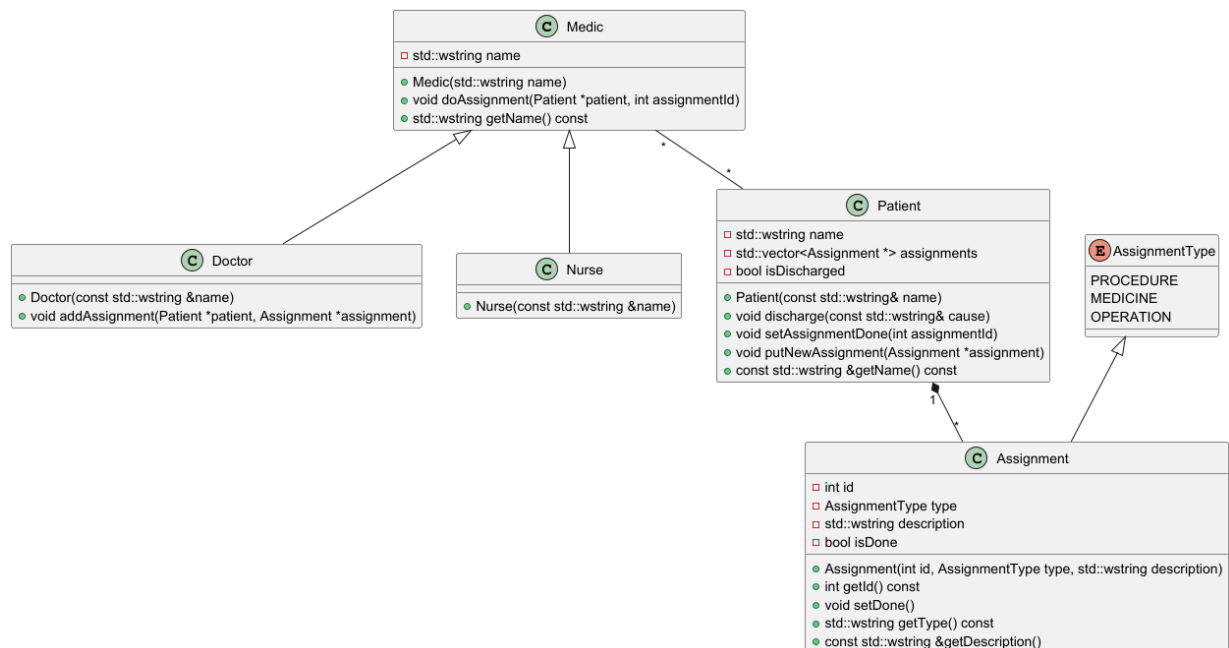 C Medic
std::wstring name
Medic(std::wstring name)
void doAssignment(Patient *patient, int assignmentId)
std::wstring getName() const
* *
C Doctor
Doctor(const std::wstring &name)
void addAssignment(Patient *patient, Assignment *assignment)
C Nurse
Nurse(const std::wstring &name)
C Patient
std::wstring name
std::vector<Assignment *> assignments
bool isDischarged
Patient(const std::wstring& name)
void discharge(const std::wstring& cause)
void setAssignmentDone(int assignmentId)
void putNewAssignment(Assignment *assignment)
const std::wstring &getName() const
E AssignmentType
PROCEDURE
MEDICINE
OPERATION
1
*
C Assignment
int id
AssignmentType type
std::wstring description
bool isDone
Assignment(int id, AssignmentType type, std::wstring description)
int getId() const
void setDone()
std::wstring getType() const
const std::wstring &getDescription()